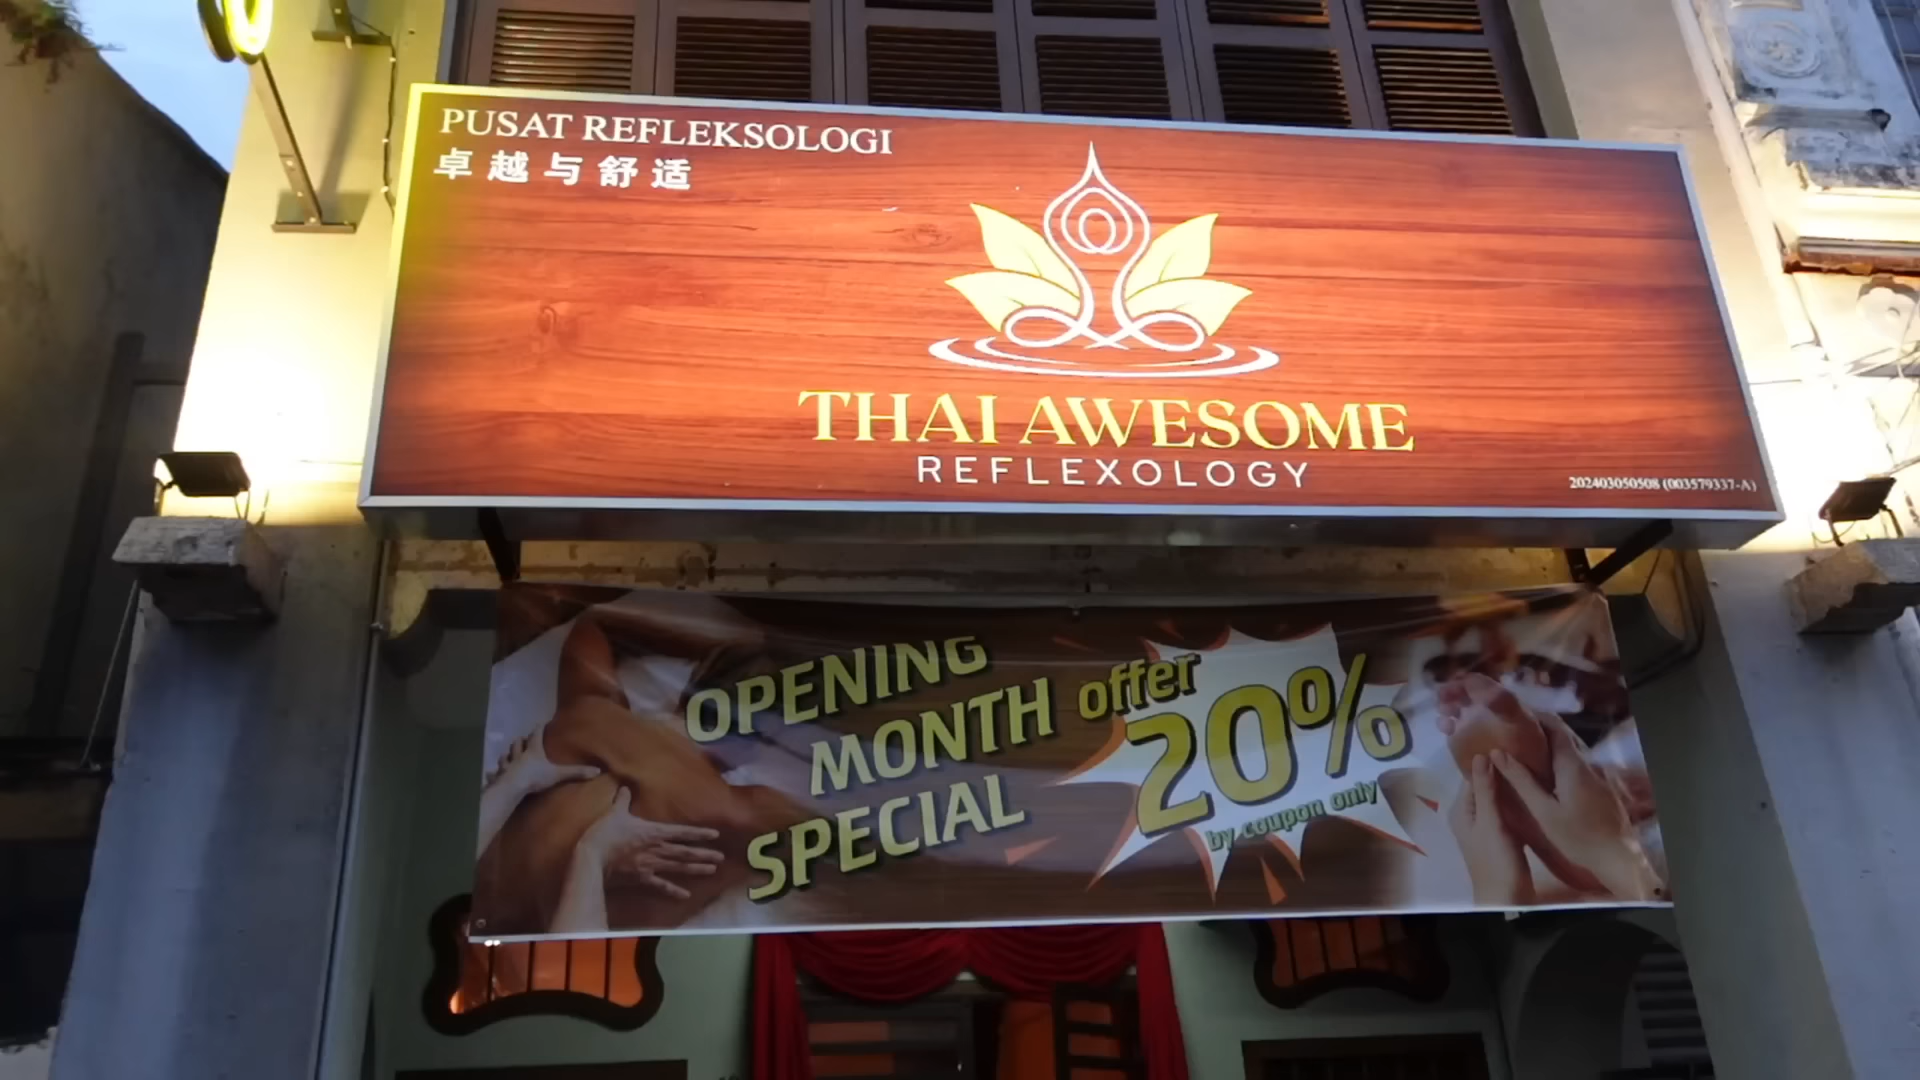 PUSAT REFLEKSOLOGI
卓越与舒适
THAI AWESOME
REFLEXOLOGY
202403050508 (003579337-A)
OPENING
MONTH
SPECIAL
offer
20%
by coupon only